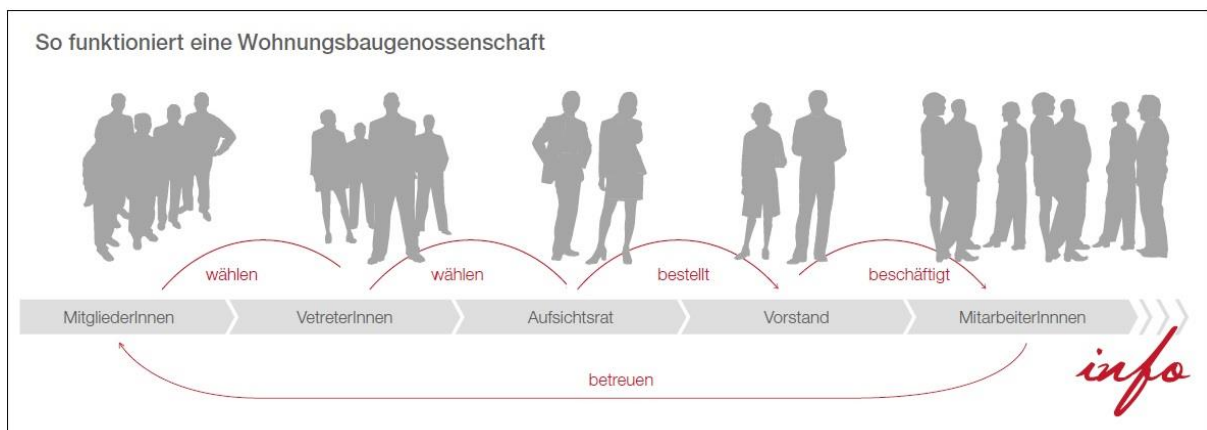 So funktioniert eine Wohnungsbaugenossenschaft
wählen
wählen
bestellt
beschäftigt
MitgliederInnen
VetreterInnen
Aufsichtsrat
Vorstand
MitarbeiterInnnen
betreuen
info